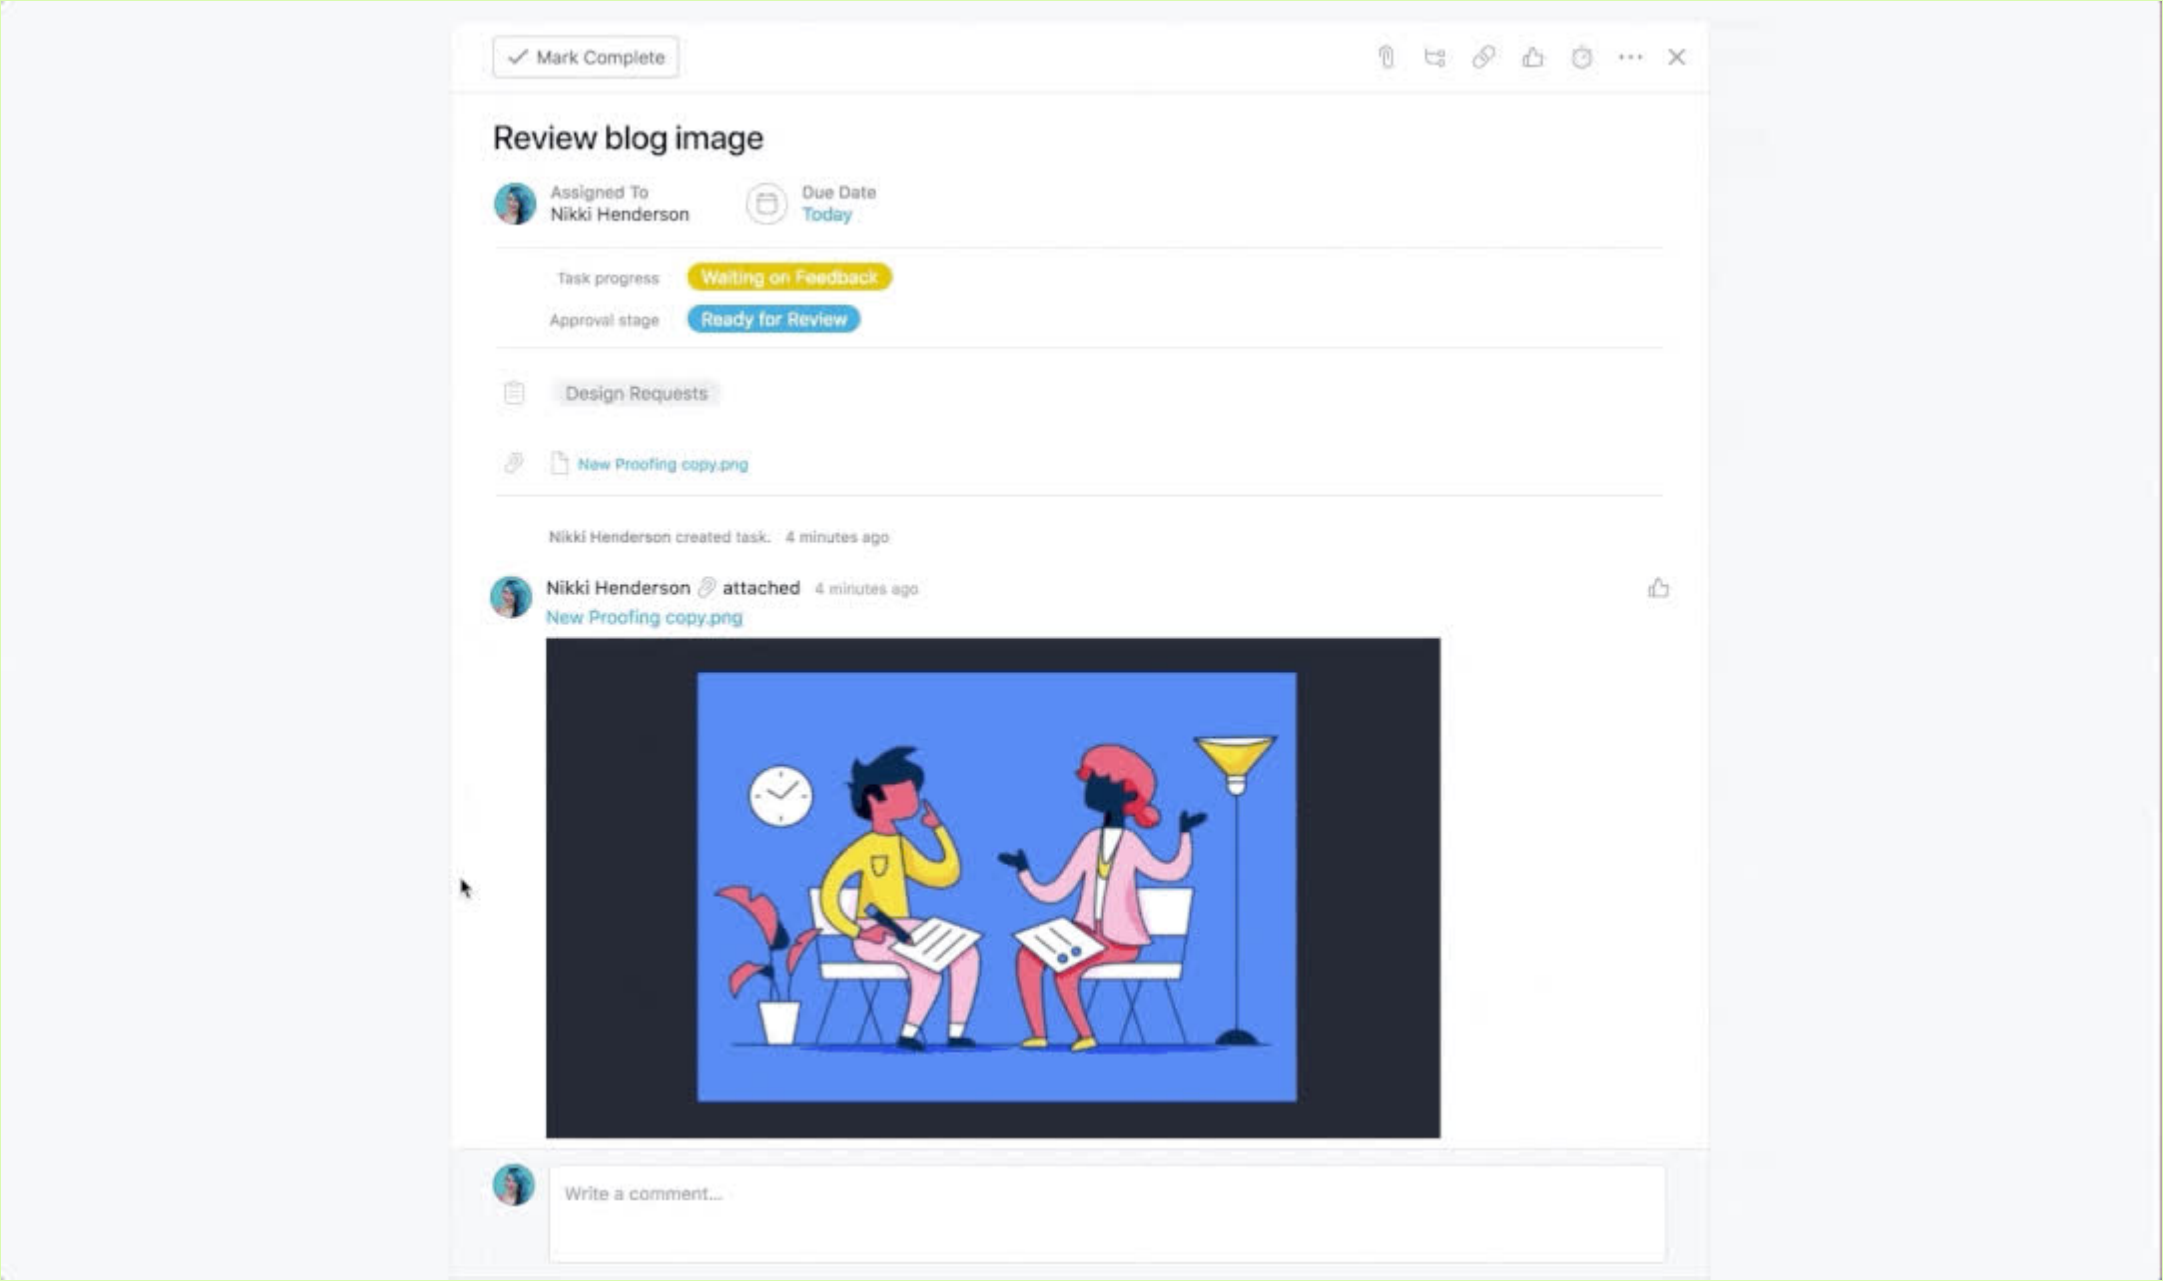 Mark Complete
Review blog image
Assigned To
Nikki Henderson
Due Date
Today
Task progress
Waiting on Feedback
Approval stage
Ready for Review
Design Requests
New Proofing copy.png
Nikki Henderson created task. 4 minutes ago
Nikki Henderson attached 4 minutes ago
New Proofing copy.png
Write a comment...